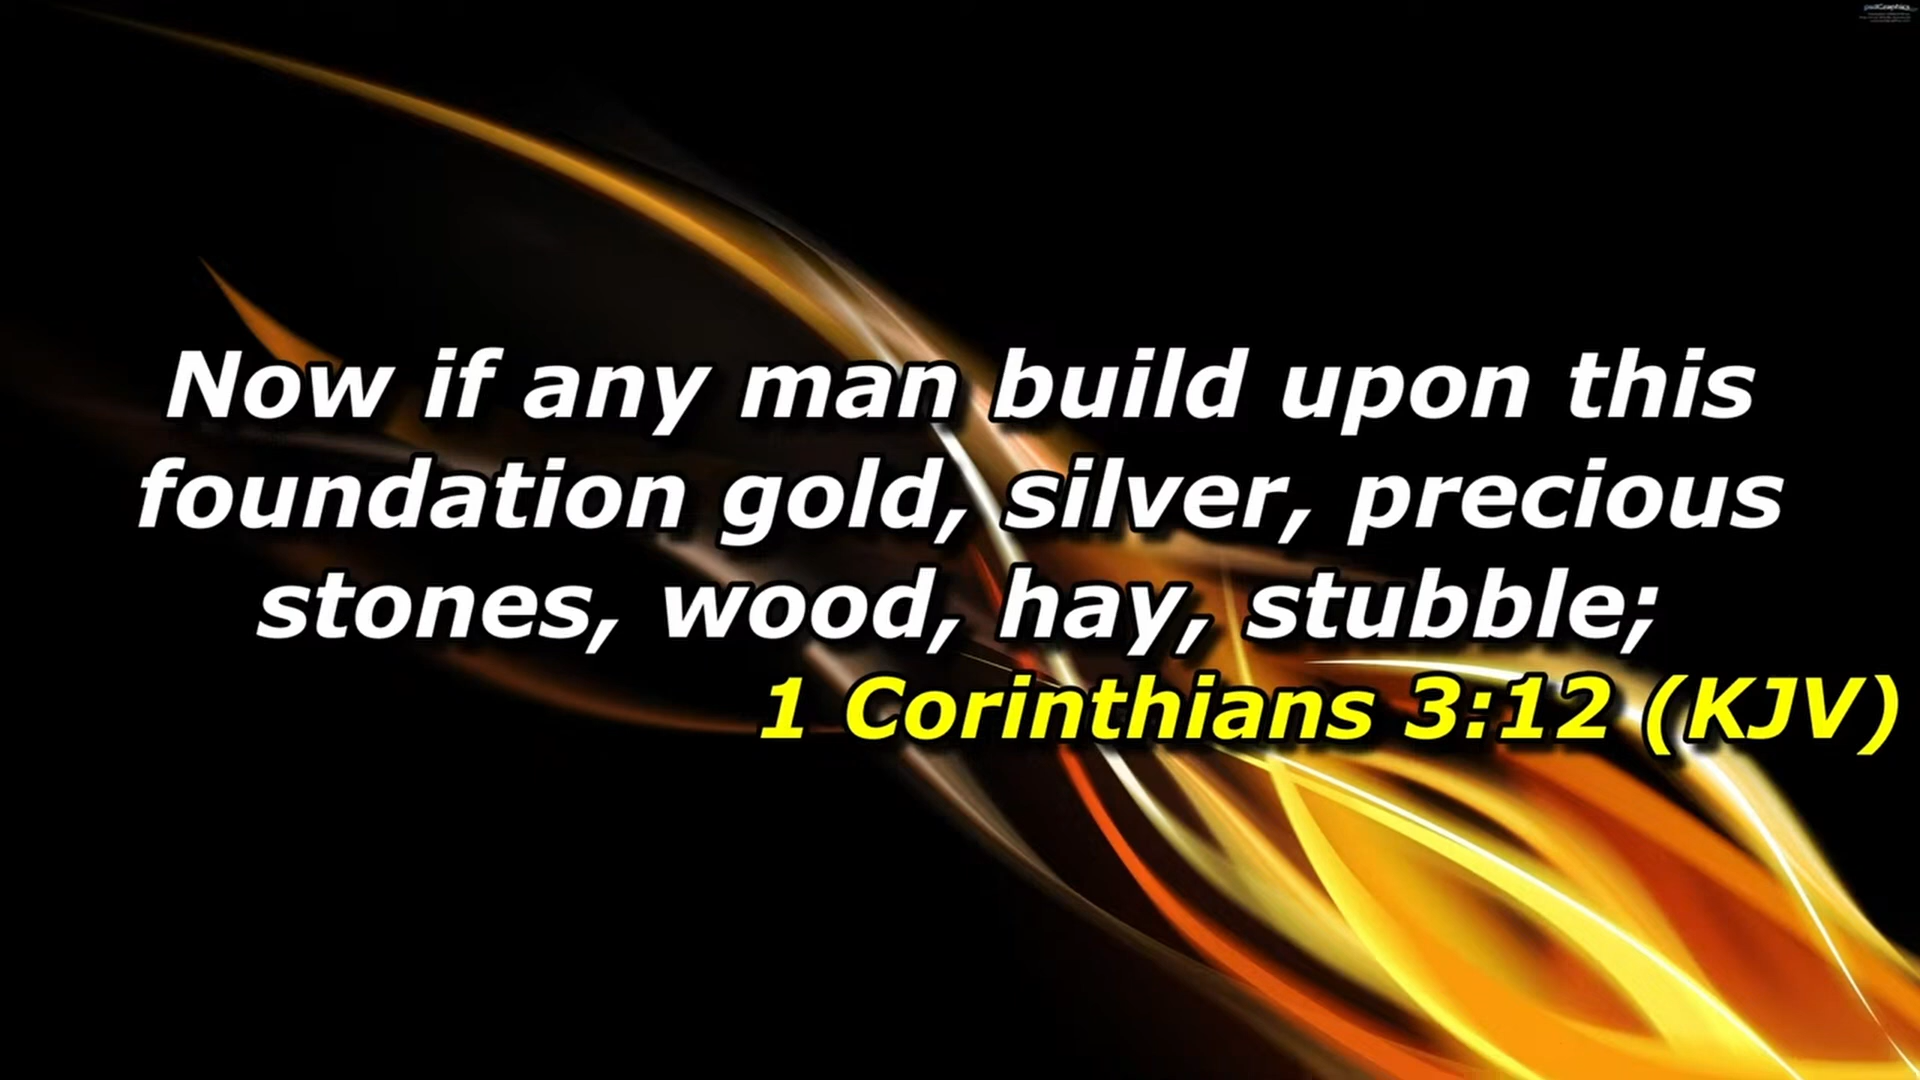 Now if any man build upon this
foundation gold, silver, precious
stones, wood, hay, stubble;
1 Corinthians 3:12 (KJV)